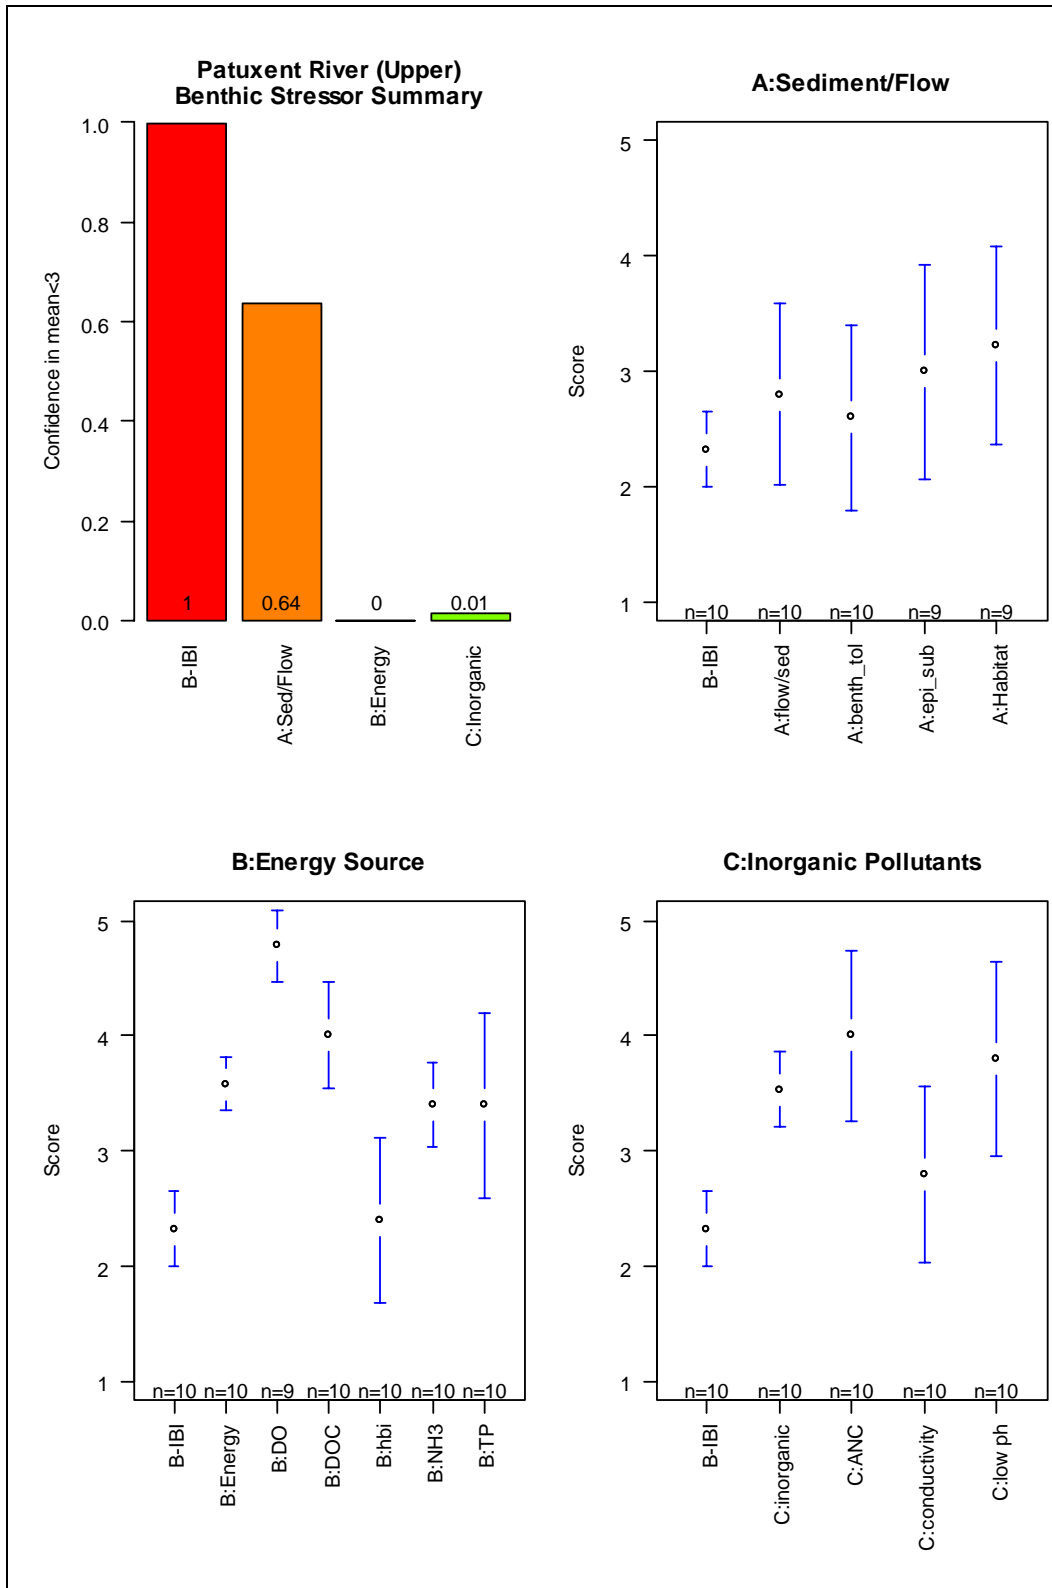 Patuxent River (Upper)
Benthic Stressor Summary
Confidence in mean<3
1.0
0.8
0.6
0.4
0.2
0.0
1
0.64
0
0.01
B-IBI
A:Sed/Flow
B:Energy
C:Inorganic
A:Sediment/Flow
Score
5
4
3
2
1
n=10
n=10
n=10
n=9
n=9
B-IBI
A:flow/sed
A:benth_tol
A:epi_sub
A:Habitat
B:Energy Source
Score
5
4
3
2
1
n=10
n=10
n=9
n=10
n=10
n=10
n=10
B-IBI
B:Energy
B:DO
B:DOC
B:hbi
B:NH3
B:TP
C:Inorganic Pollutants
Score
5
4
3
2
1
n=10
n=10
n=10
n=10
n=10
B-IBI
C:inorganic
C:ANC
C:conductivity
C:low ph